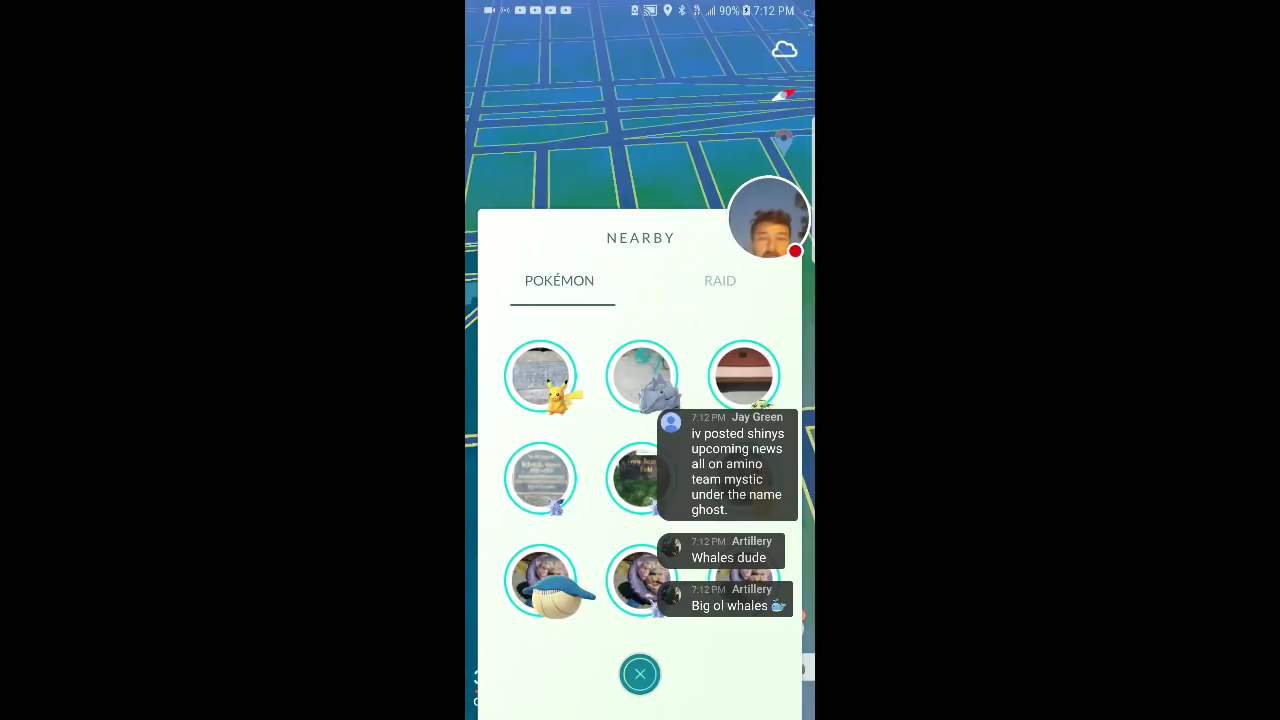 90% 7:12 PM
NEARBY
POKÉMON
RAID
7:12 PM Jay Green
iv posted shinys
upcoming news
all on amino
team mystic
under the name
ghost.
7:12 PM Artillery
Whales dude
7:12 PM Artillery
Big ol whales 🐳